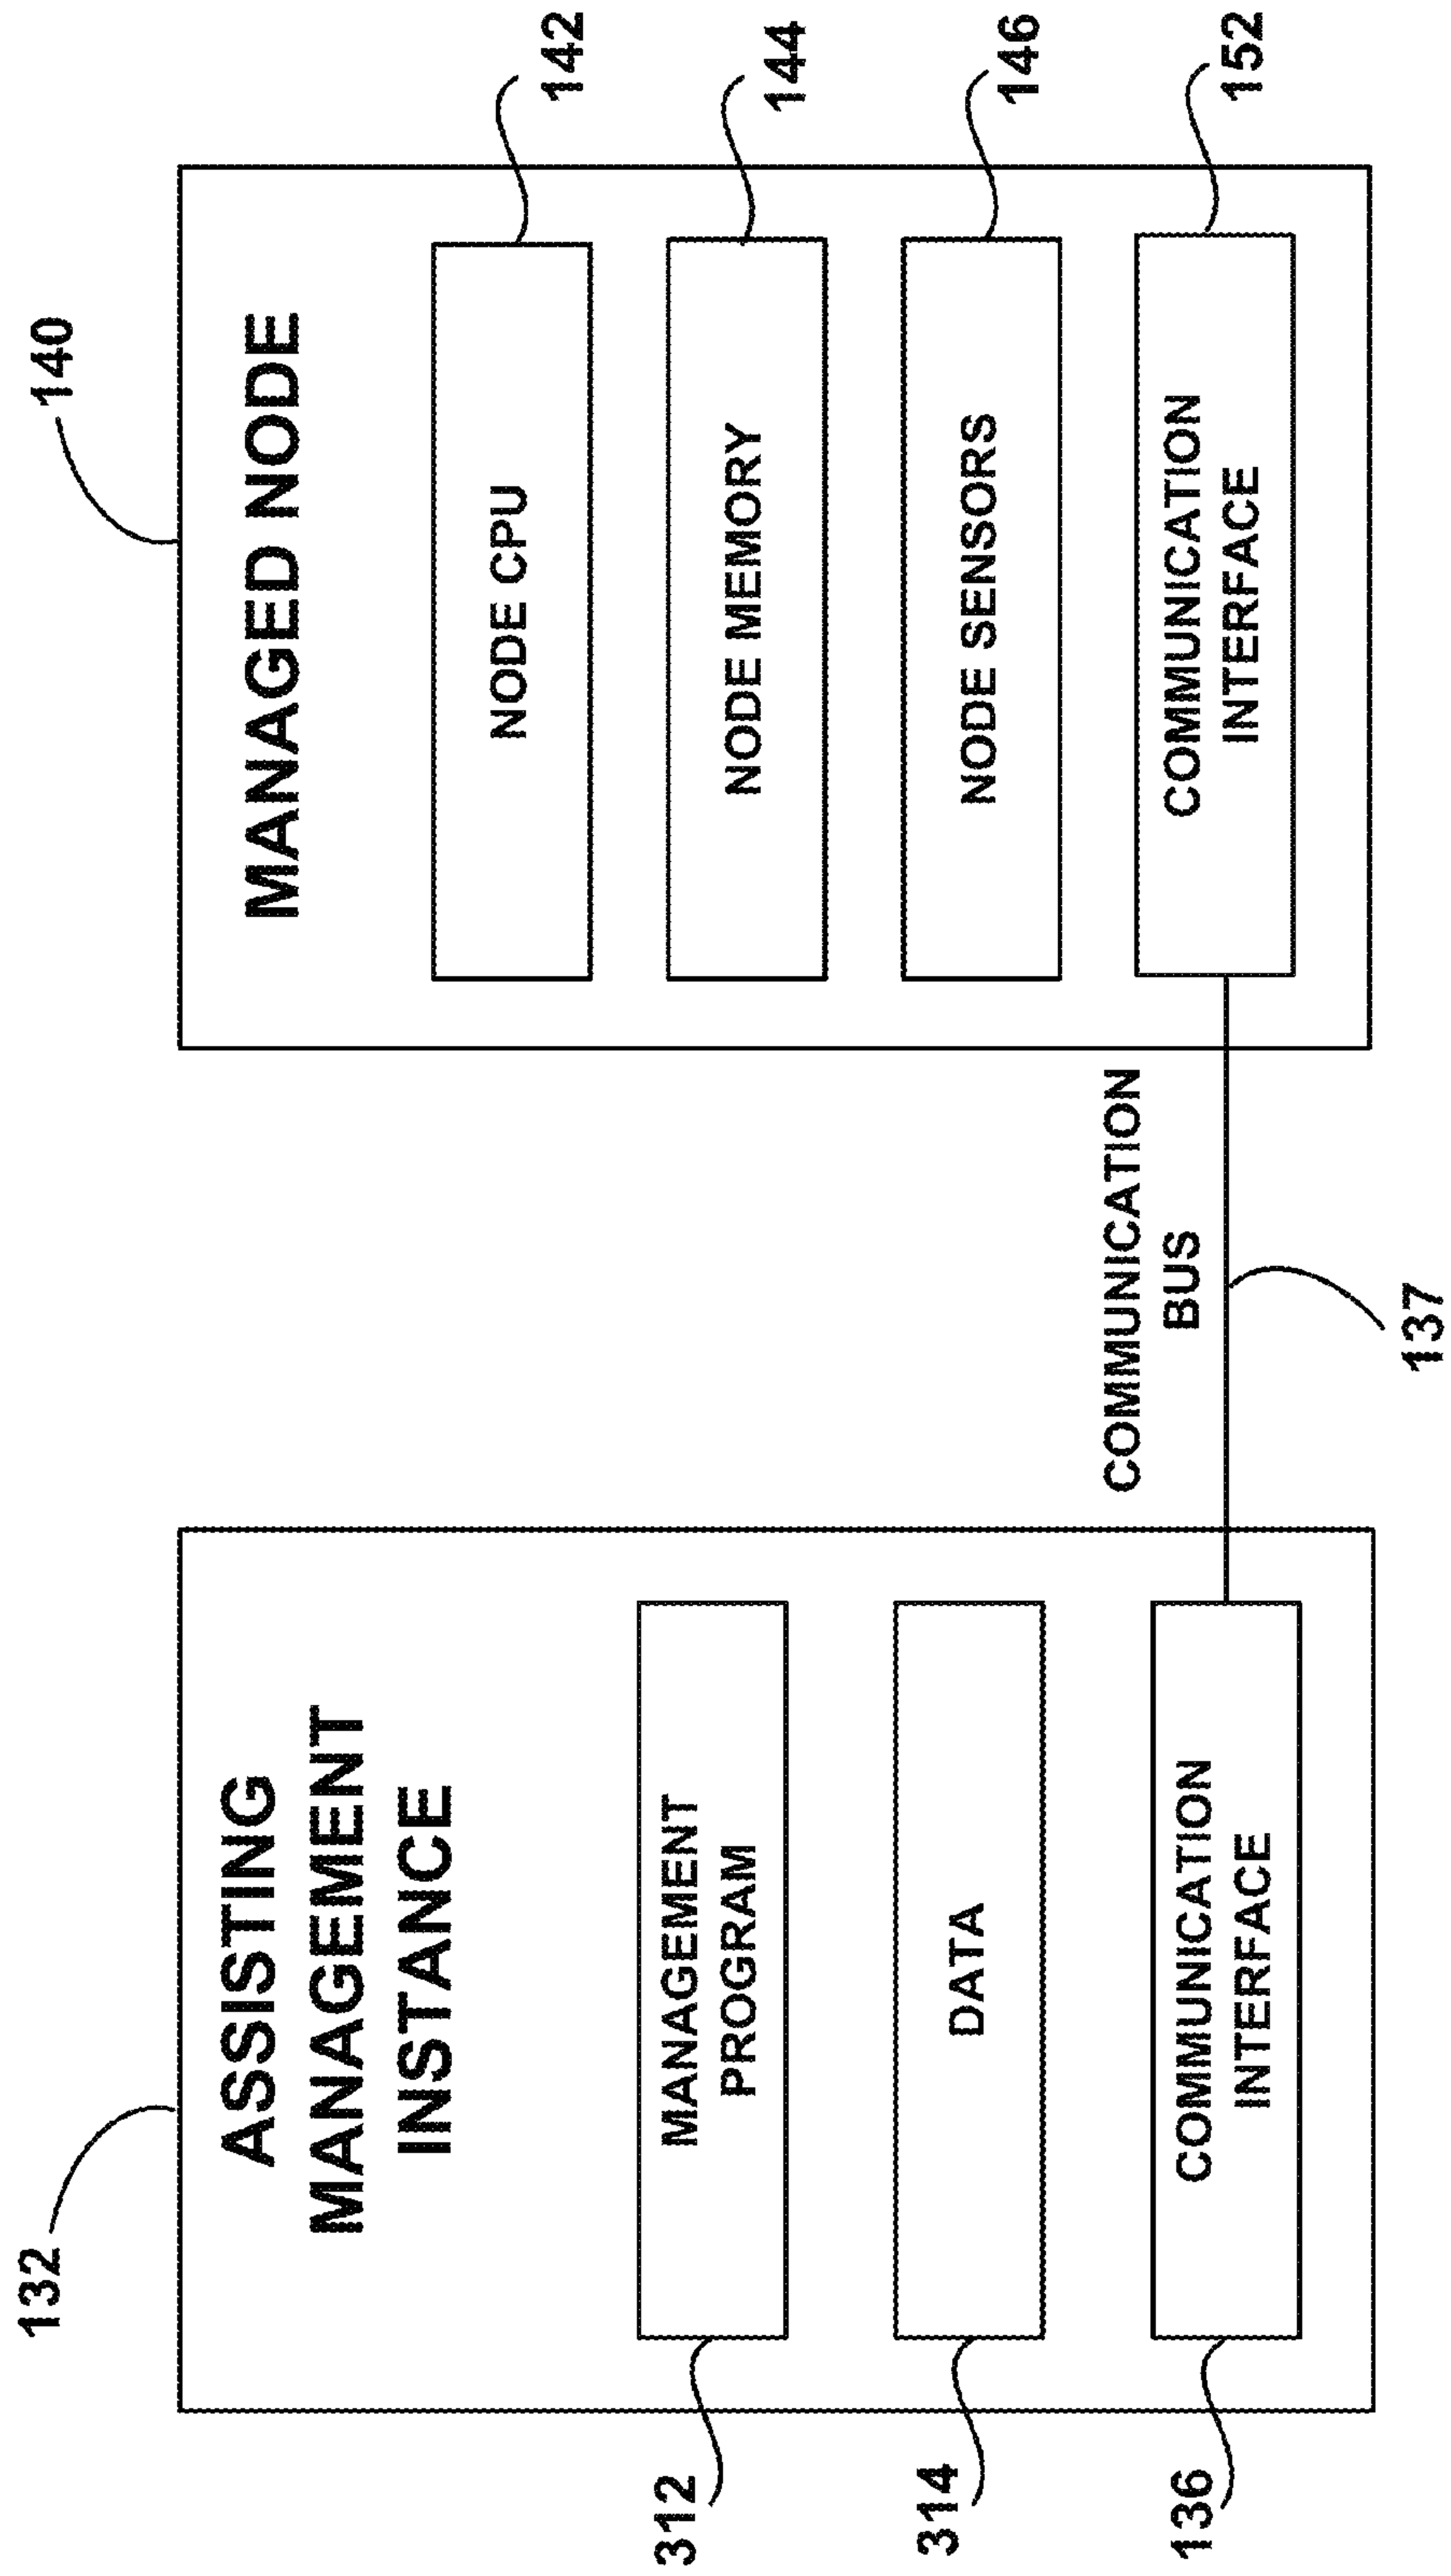 132
ASSISTING
MANAGEMENT
INSTANCE
312
MANAGEMENT
PROGRAM
314
DATA
136
COMMUNICATION
INTERFACE
COMMUNICATION
BUS
137
140
MANAGED NODE
NODE CPU
142
NODE MEMORY
144
NODE SENSORS
146
COMMUNICATION
INTERFACE
152